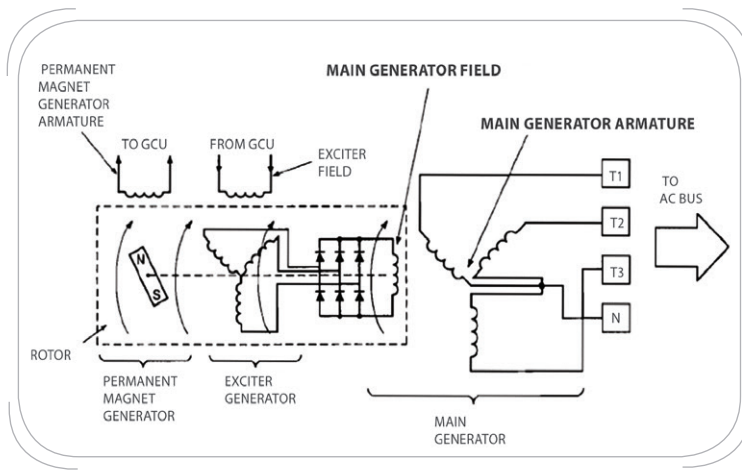 PERMANENT
MAGNET
GENERATOR
ARMATURE
TO GCU
FROM GCU
EXCITER
FIELD
MAIN GENERATOR FIELD
MAIN GENERATOR ARMATURE
T1
T2
T3
N
TO
AC BUS
N
S
ROTOR
PERMANENT
MAGNET
GENERATOR
EXCITER
GENERATOR
MAIN
GENERATOR